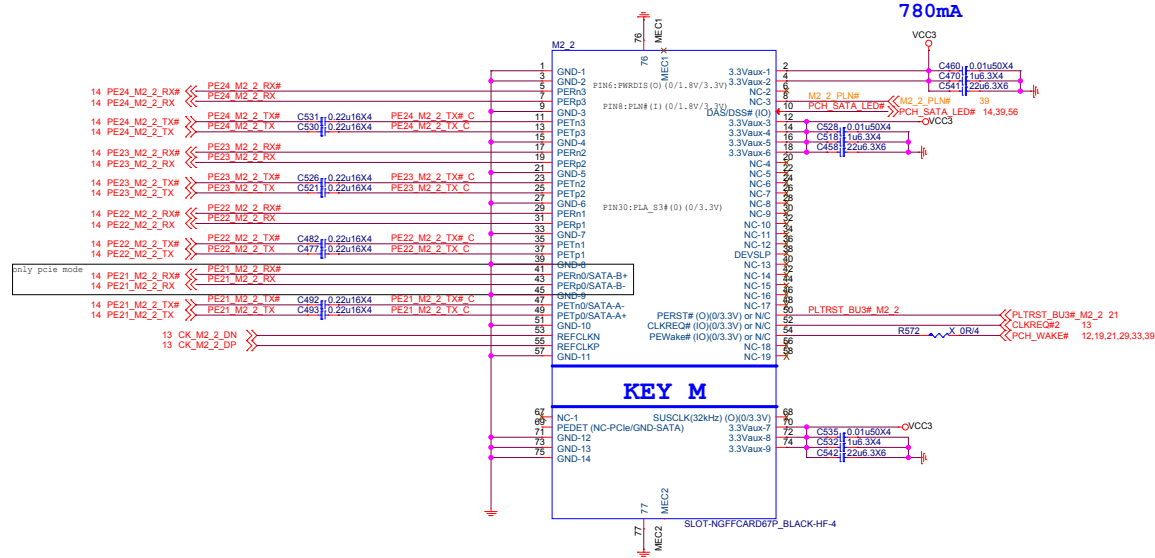 780mA
VCC3
76
MEC1
M2_2
76
MEC1
1 GND-1 3.3Vaux-1 2 C460 0.01u50X4
3 GND-2 3.3Vaux-2 4 C470 1u6.3X4
14 PE24_M2_2_RX# PE24_M2_2_RX# 5 PERn3 PIN6:PWRDIS(O)(0/1.8V/3.3V) NC-2 6 C541 22u6.3X6
14 PE24_M2_2_RX PE24_M2_2_RX 7 PERp3 NC-3 8 M2_2_PLN# M2_2_PLN# 39
9 GND-3 PIN8:PLN#(I)(0/1.8V/3.3V) DAS/DSS# (IO) 10 PCH_SATA_LED# PCH_SATA_LED# 14,39,56
14 PE24_M2_2_TX# PE24_M2_2_TX# C531 0.22u16X4 PE24_M2_2_TX#_C 11 PETn3 3.3Vaux-3 12 VCC3
14 PE24_M2_2_TX PE24_M2_2_TX C530 0.22u16X4 PE24_M2_2_TX_C 13 PETp3 3.3Vaux-4 14 C528 0.01u50X4
15 GND-4 3.3Vaux-5 16 C518 1u6.3X4
14 PE23_M2_2_RX# PE23_M2_2_RX# 17 PERn2 3.3Vaux-6 18 C458 22u6.3X6
14 PE23_M2_2_RX PE23_M2_2_RX 19 PERp2 NC-4 20
21 GND-5 NC-5 22
14 PE23_M2_2_TX# PE23_M2_2_TX# C526 0.22u16X4 PE23_M2_2_TX#_C 23 PETn2 NC-6 24
14 PE23_M2_2_TX PE23_M2_2_TX C521 0.22u16X4 PE23_M2_2_TX_C 25 PETp2 NC-7 26
27 GND-6 NC-8 28
14 PE22_M2_2_RX# PE22_M2_2_RX# 29 PERn1 PIN30:PLA_S3#(O)(0/3.3V) NC-9 30
14 PE22_M2_2_RX PE22_M2_2_RX 31 PERp1 NC-10 32
33 GND-7 NC-11 34
14 PE22_M2_2_TX# PE22_M2_2_TX# C482 0.22u16X4 PE22_M2_2_TX#_C 35 PETn1 NC-12 36
14 PE22_M2_2_TX PE22_M2_2_TX C477 0.22u16X4 PE22_M2_2_TX_C 37 PETp1 DEVSLP 38
only pcie mode 39 GND-8 NC-13 40
14 PE21_M2_2_RX# PE21_M2_2_RX# 41 PERn0/SATA-B+ NC-14 42
14 PE21_M2_2_RX PE21_M2_2_RX 43 PERp0/SATA-B- NC-15 44
45 GND-9 NC-16 46
14 PE21_M2_2_TX# PE21_M2_2_TX# C492 0.22u16X4 PE21_M2_2_TX#_C 47 PETn0/SATA-A- NC-17 48
14 PE21_M2_2_TX PE21_M2_2_TX C493 0.22u16X4 PE21_M2_2_TX_C 49 PETp0/SATA-A+ PERST# (O)(0/3.3V) or N/C 50 PLTRST_BU3#_M2_2 PLTRST_BU3#_M2_2 21
51 GND-10 CLKREQ# (IO)(0/3.3V) or N/C 52 CLKREQ#2 13
13 CK_M2_2_DN 53 REFCLKN PEWake# (IO)(0/3.3V) or N/C 54 R572 X_0R/4 PCH_WAKE# 12,19,21,29,33,39
13 CK_M2_2_DP 55 REFCLKP NC-18 56
57 GND-11 NC-19 58
KEY M
67 NC-1 SUSCLK(32kHz) (O)(0/3.3V) 68
69 PEDET (NC-PCIe/GND-SATA) 3.3Vaux-7 70 VCC3
71 GND-12 3.3Vaux-8 72 C535 0.01u50X4
73 GND-13 3.3Vaux-9 74 C532 1u6.3X4
75 GND-14 C542 22u6.3X6
77
MEC2
77
MEC2
SLOT-NGFFCARD67P_BLACK-HF-4